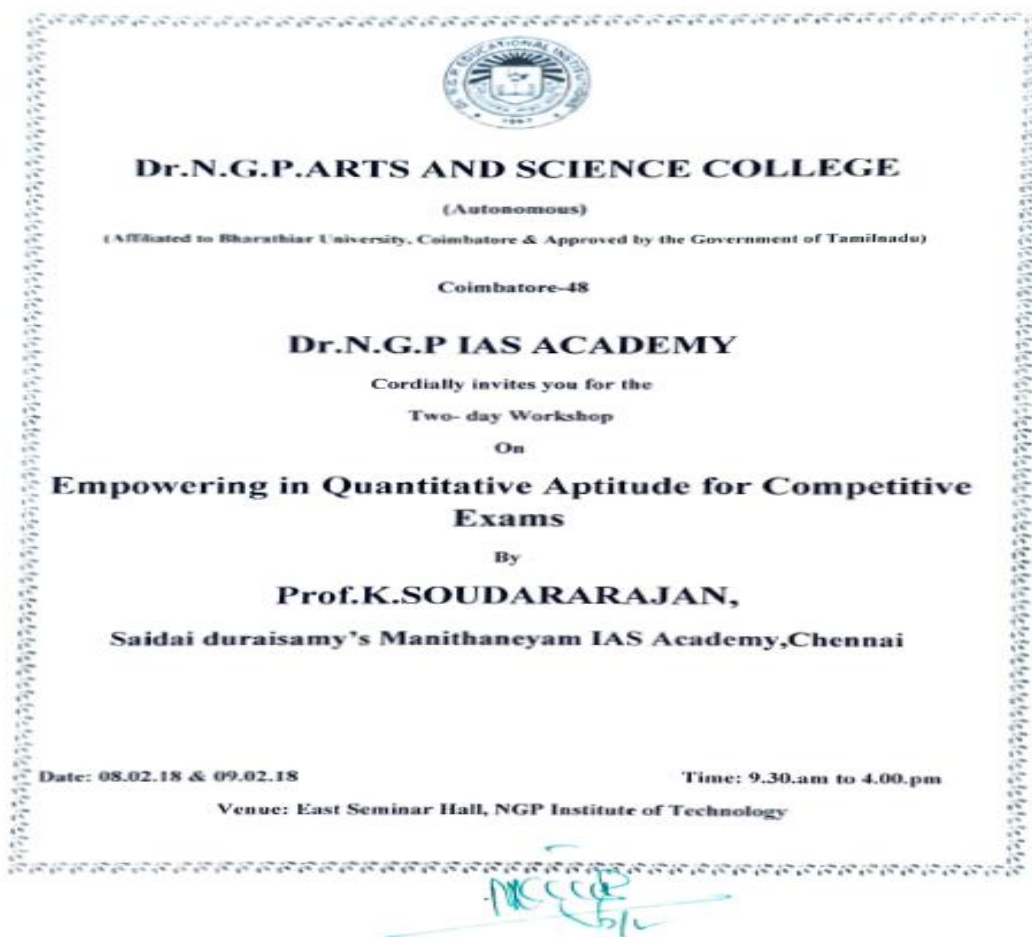 Dr.N.G.P.ARTS AND SCIENCE COLLEGE
(Autonomous)
(Affiliated to Bharathiar University, Coimbatore & Approved by the Government of Tamilnadu)
Coimbatore-48
Dr.N.G.P IAS ACADEMY
Cordially invites you for the
Two- day Workshop
On
Empowering in Quantitative Aptitude for Competitive
Exams
By
Prof.K.SOUDARARAJAN,
Saidai duraisamy's Manithaneyam IAS Academy,Chennai
Date: 08.02.18 & 09.02.18 Time: 9.30.am to 4.00.pm
Venue: East Seminar Hall, NGP Institute of Technology